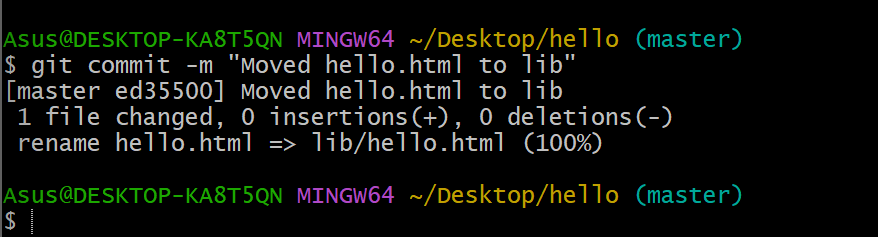 Asus@DESKTOP-KA8T5QN MINGW64 ~/Desktop/hello (master)
$ git commit -m "Moved hello.html to lib"
[master ed35500] Moved hello.html to lib
 1 file changed, 0 insertions(+), 0 deletions(-)
 rename hello.html => lib/hello.html (100%)
Asus@DESKTOP-KA8T5QN MINGW64 ~/Desktop/hello (master)
$